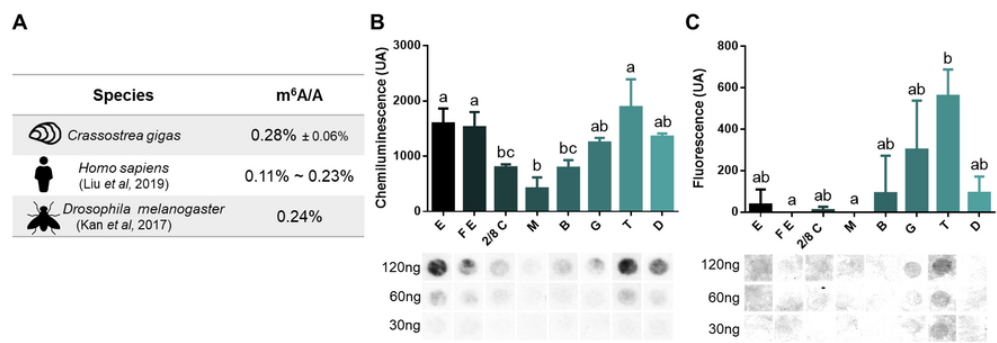 A
Species m⁶A/A
Crassostrea gigas 0.28% ± 0.06%
Homo sapiens
(Liu et al, 2019) 0.11% ~ 0.23%
Drosophila melanogaster
(Kan et al, 2017) 0.24%
B
Chemiluminescence (UA)
3000
2000
1000
0
a a bc b bc ab a ab
E F E 2/8 C M B G T D
120ng
60ng
30ng
C
Fluorescence (UA)
800
600
400
200
0
ab a ab a ab ab b ab
E F E 2/8 C M B G T D
120ng
60ng
30ng